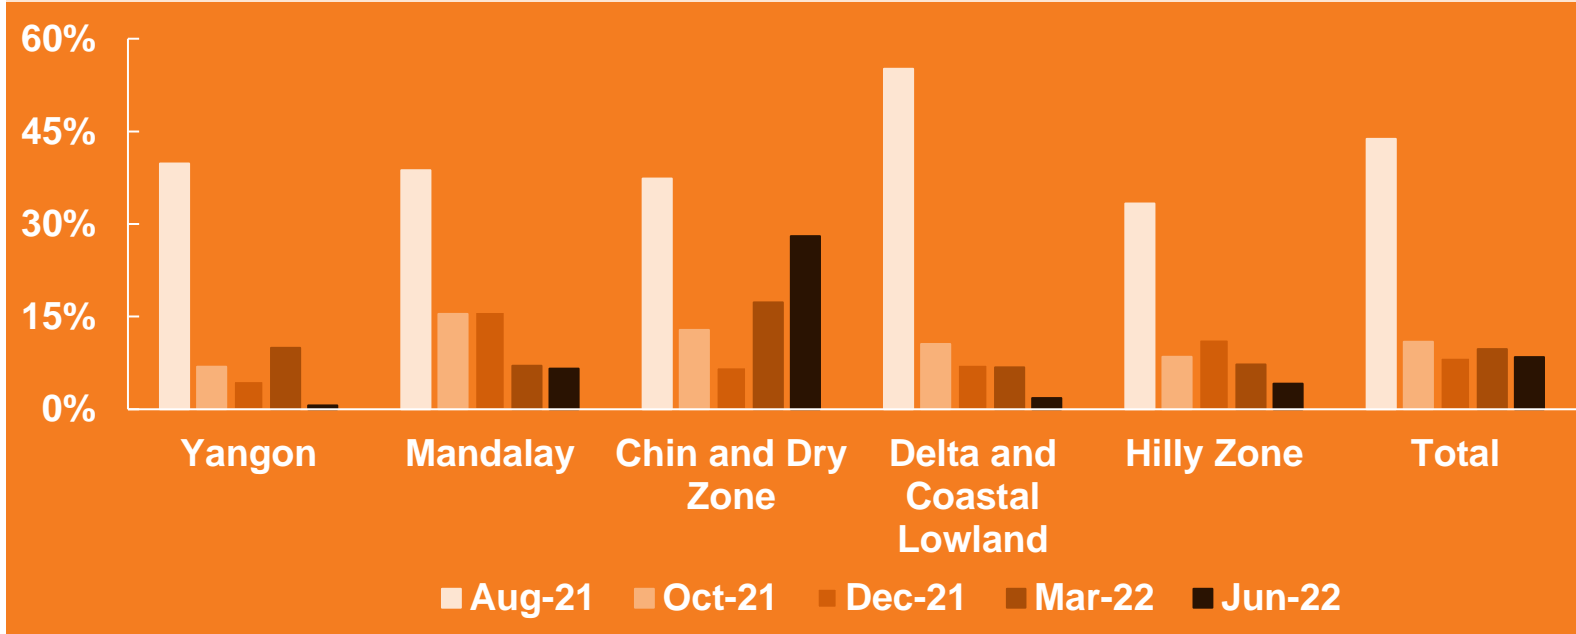 60%
45%
30%
15%
0%
Yangon
Mandalay
Chin and Dry
Zone
Delta and
Coastal
Lowland
Hilly Zone
Total
Aug-21
Oct-21
Dec-21
Mar-22
Jun-22